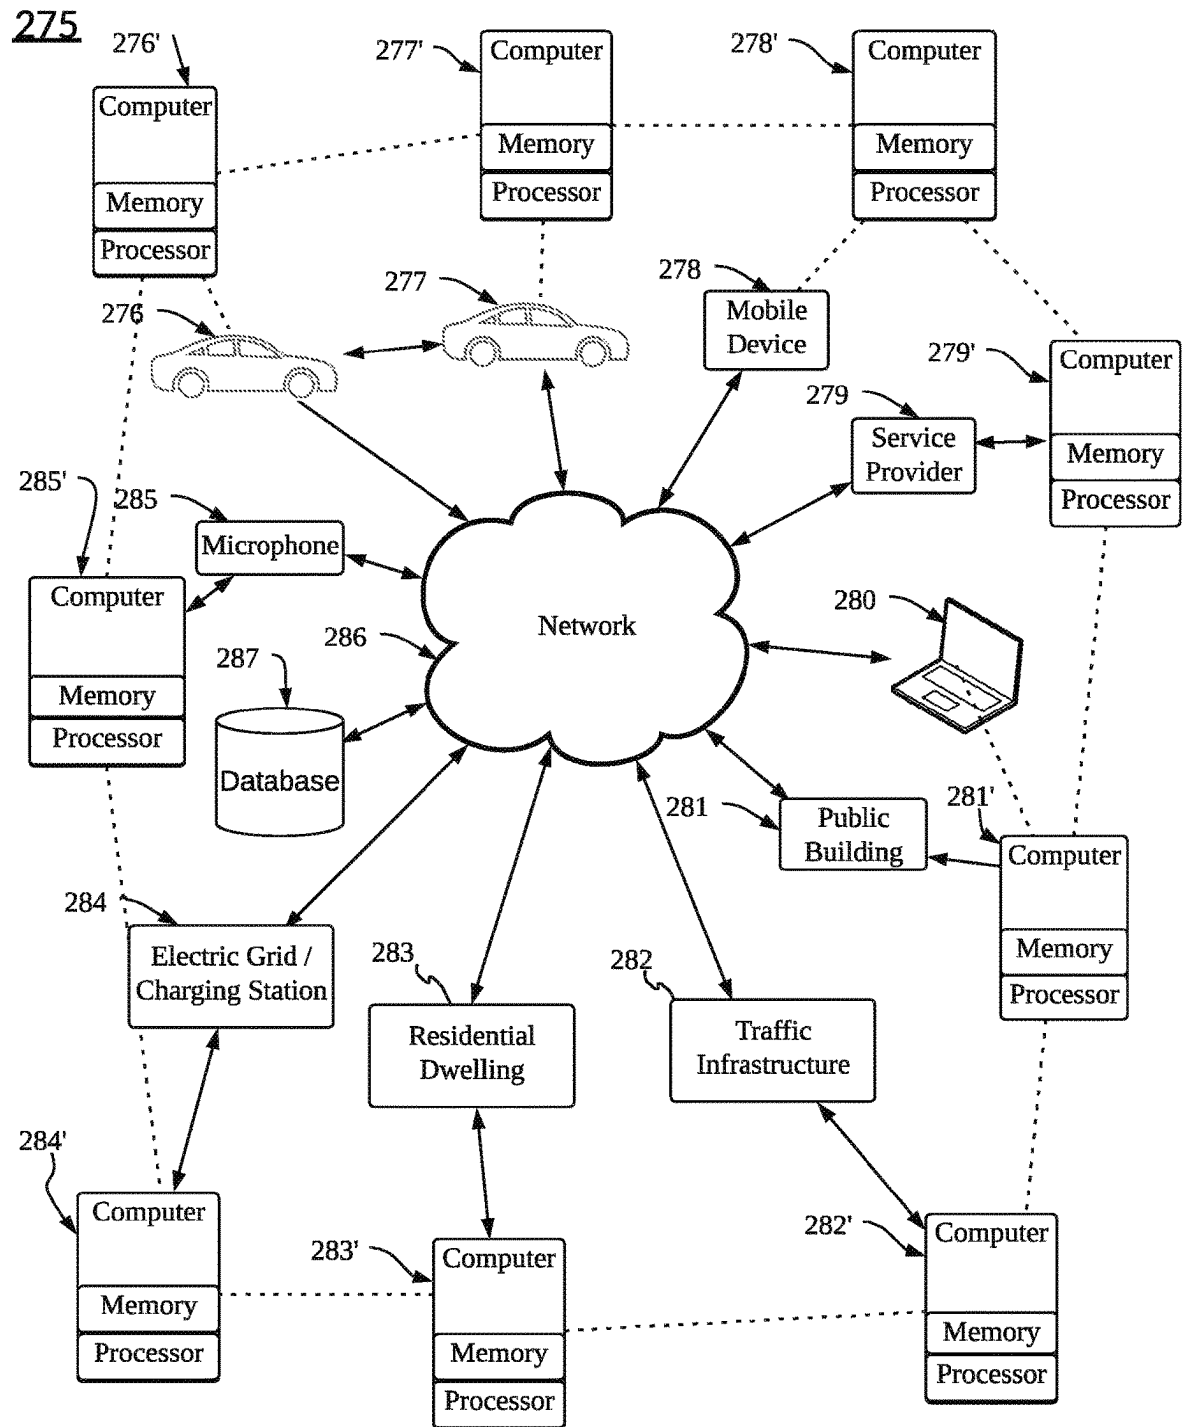 275
276'
277'
278'
Computer
Memory
Processor
Computer
Memory
Processor
Computer
Memory
Processor
276
277
278
Mobile
Device
279'
Computer
Memory
Processor
279
Service
Provider
285'
285
Microphone
Computer
Memory
Processor
286
Network
280
287
Database
281
Public
Building
281'
Computer
Memory
Processor
284
Electric Grid /
Charging Station
283
Residential
Dwelling
282
Traffic
Infrastructure
284'
Computer
Memory
Processor
283'
Computer
Memory
Processor
282'
Computer
Memory
Processor